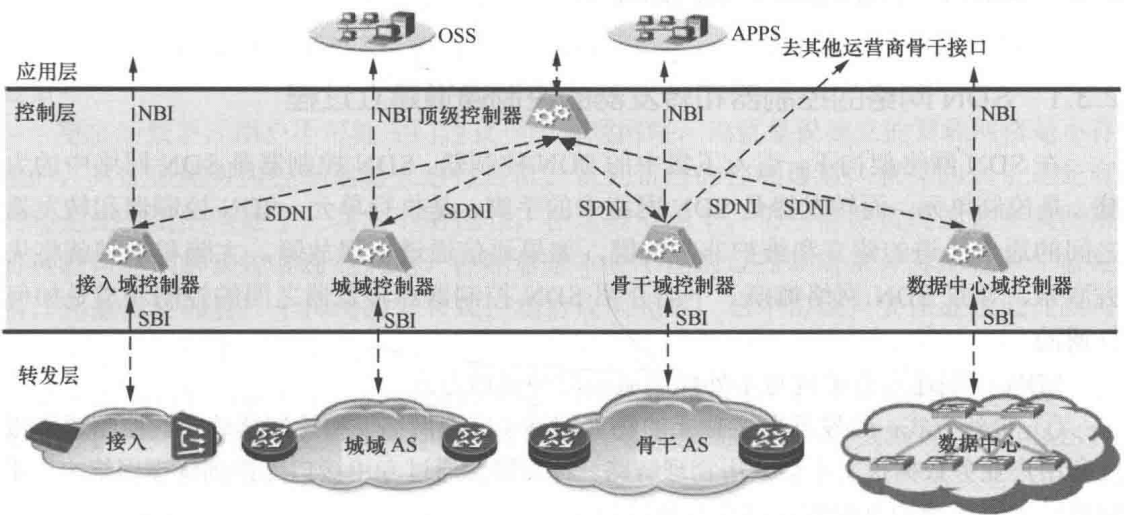 OSS
APPS
去其他运营商骨干接口
应用层
控制层
NBI
NBI
顶级控制器
NBI
NBI
SDNI
SDNI
SDNI
SDNI
SDNI
接入域控制器
城域控制器
骨干域控制器
数据中心域控制器
SBI
SBI
SBI
SBI
转发层
接入
城域 AS
骨干 AS
数据中心